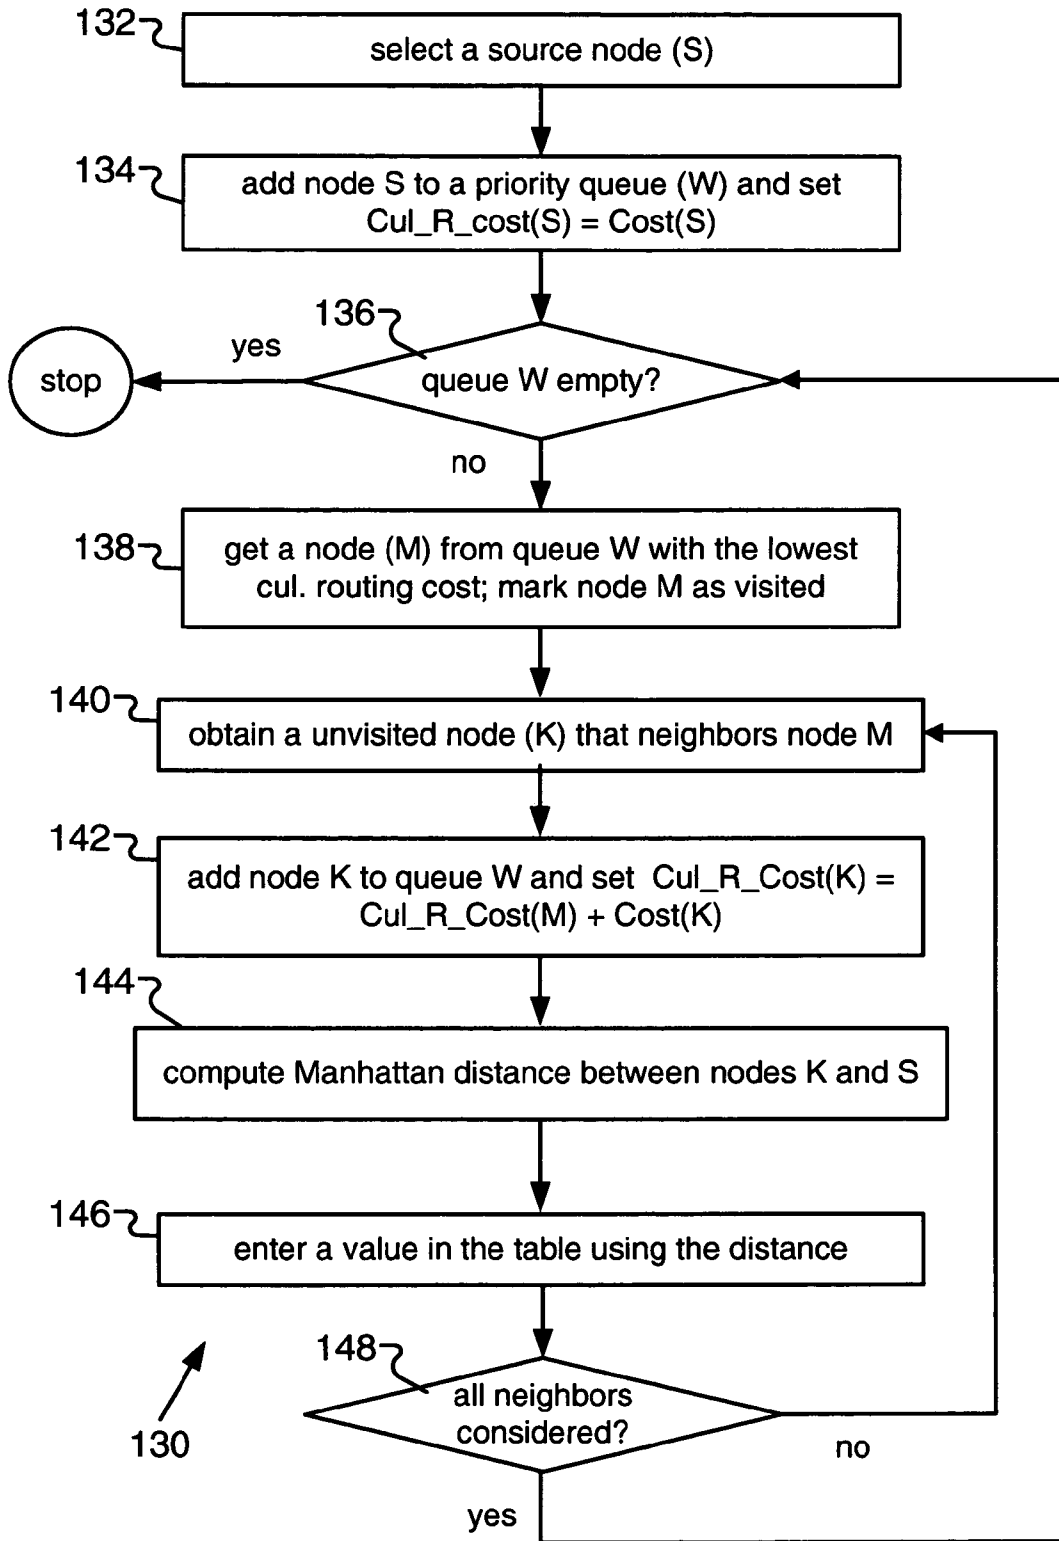 132
select a source node (S)
134
add node S to a priority queue (W) and set
Cul_R_cost(S) = Cost(S)
136
yes
stop
queue W empty?
no
138
get a node (M) from queue W with the lowest
cul. routing cost; mark node M as visited
140
obtain a unvisited node (K) that neighbors node M
142
add node K to queue W and set Cul_R_Cost(K) =
Cul_R_Cost(M) + Cost(K)
144
compute Manhattan distance between nodes K and S
146
enter a value in the table using the distance
148
all neighbors
considered?
130
no
yes